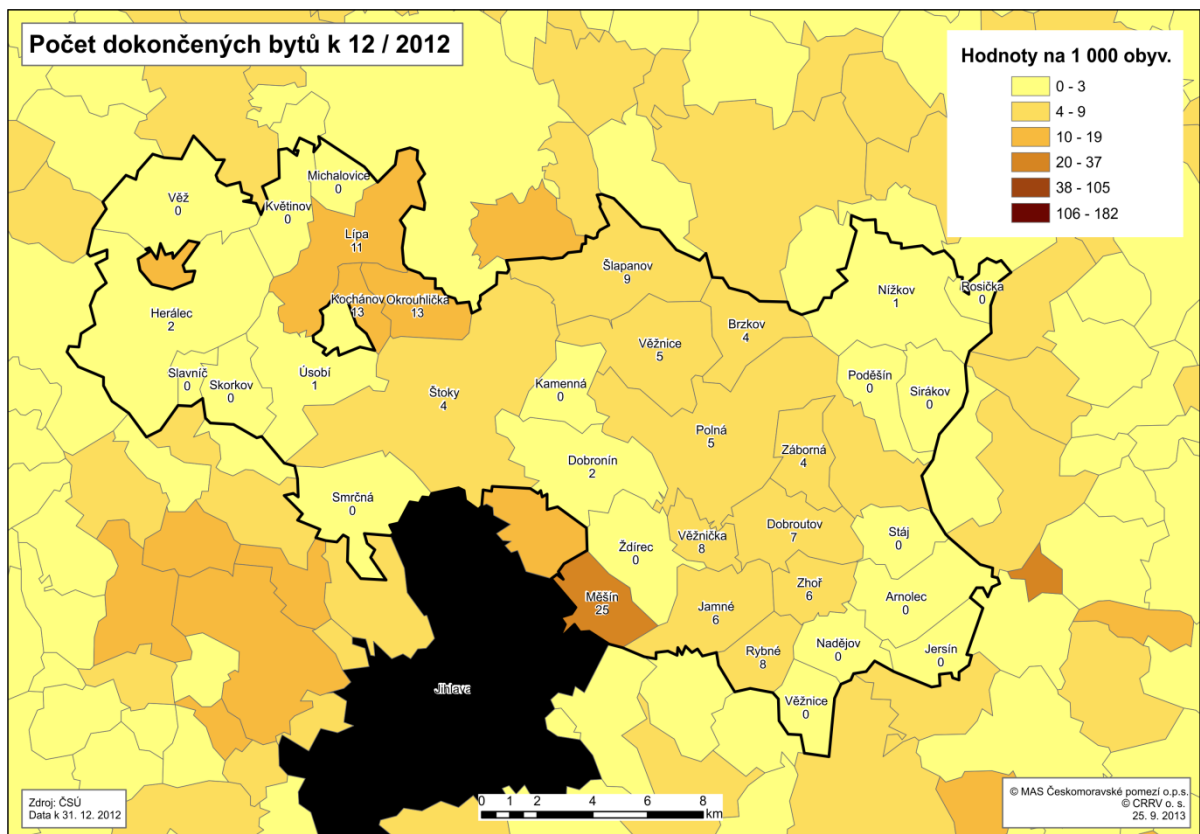 Počet dokončených bytů k 12 / 2012
Hodnoty na 1 000 obyv.
0 - 3
4 - 9
10 - 19
20 - 37
38 - 105
106 - 182
Michalovice
0
Věž
0
Květinov
0
Lípa
11
Šlapanov
9
Nížkov
1
Rosička
0
Kochánov
13
Okrouhlička
13
Herálec
2
Brzkov
4
Věžnice
5
Slavníč
0
Skorkov
0
Úsobí
1
Štoky
4
Kamenná
0
Poděšín
0
Sirákov
0
Polná
5
Záborná
4
Dobronín
2
Smrčná
0
Ždírec
0
Věžnička
8
Dobroutov
7
Stáj
0
Měšín
25
Jamné
6
Zhoř
6
Arnolec
0
Rybné
8
Nadějov
0
Jersín
0
Jihlava
Věžnice
0
Zdroj: ČSÚ
Data k 31. 12. 2012
0 1 2 4 6 8
km
© MAS Českomoravské pomezí o.p.s.
© CRRV o. s.
25. 9. 2013